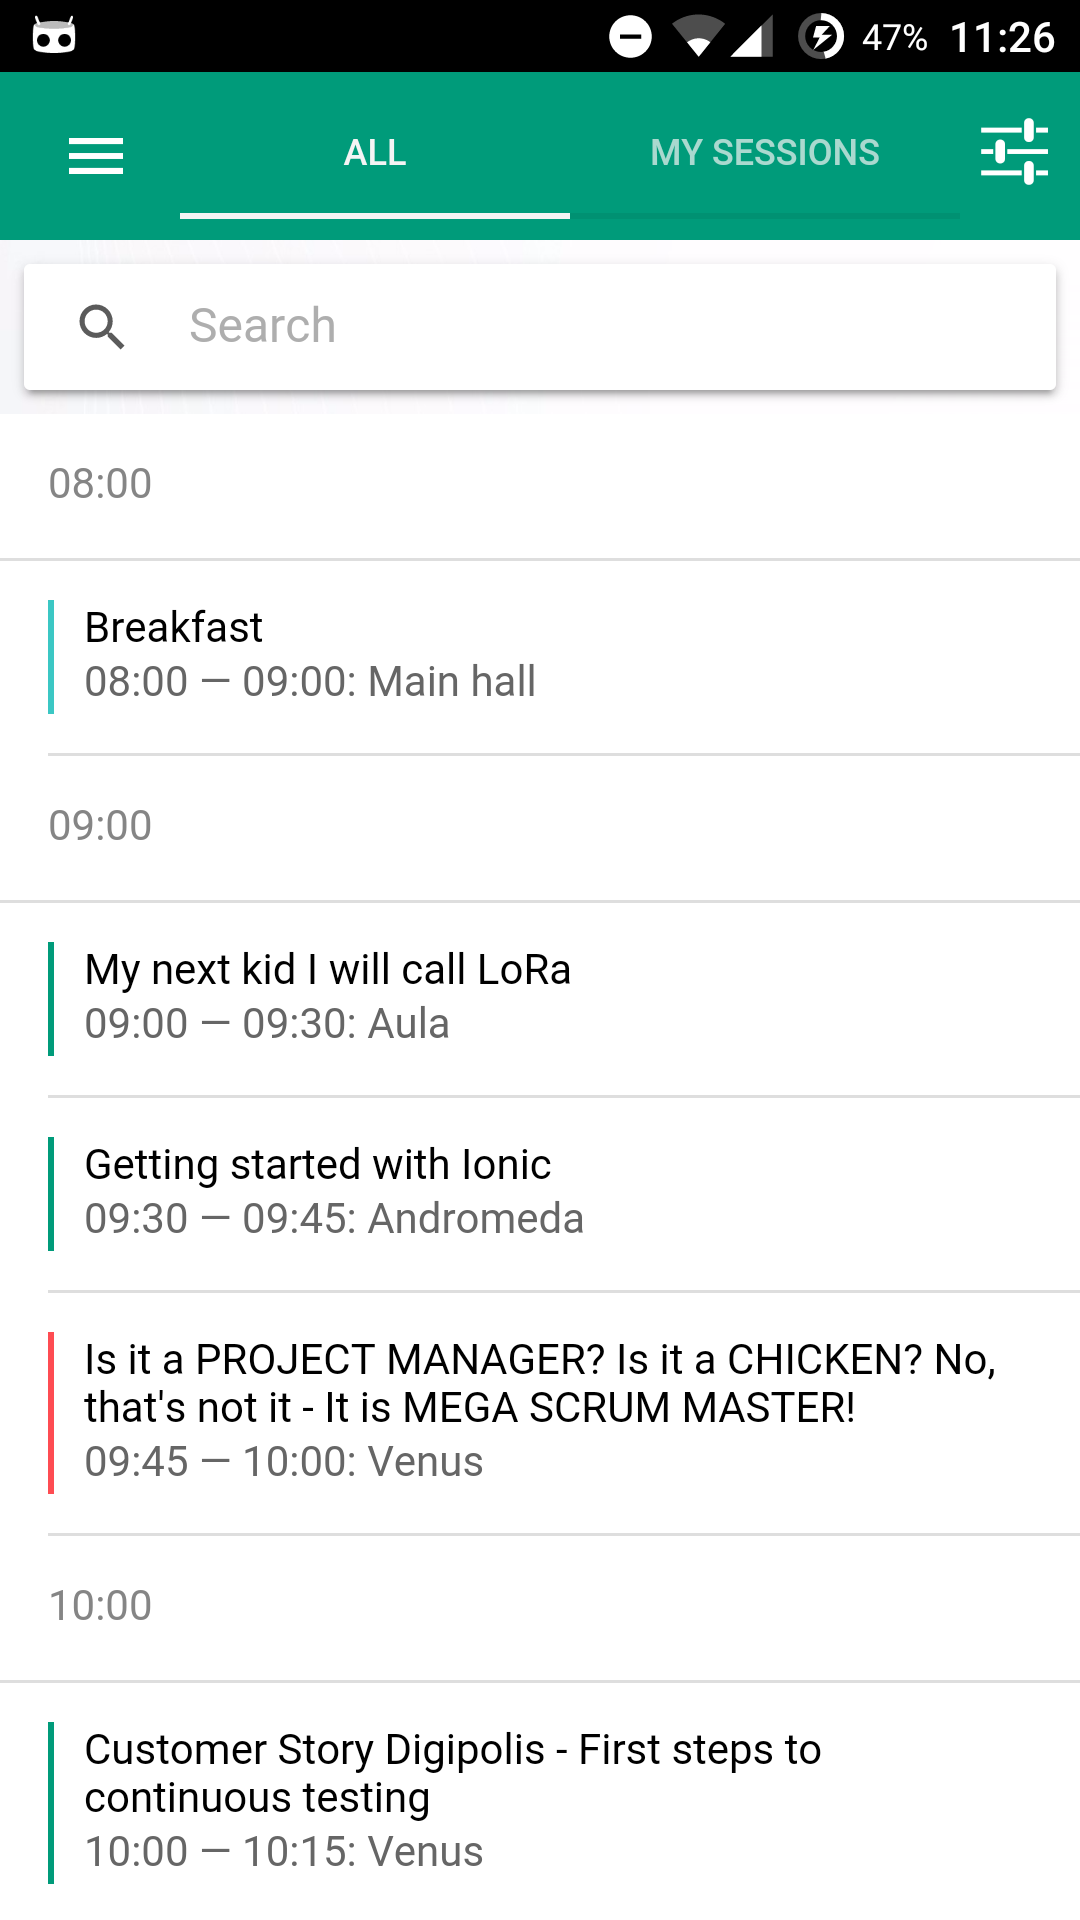 47% 11:26
ALL MY SESSIONS
Search
08:00
Breakfast
08:00 — 09:00: Main hall
09:00
My next kid I will call LoRa
09:00 — 09:30: Aula
Getting started with Ionic
09:30 — 09:45: Andromeda
Is it a PROJECT MANAGER? Is it a CHICKEN? No,
that's not it - It is MEGA SCRUM MASTER!
09:45 — 10:00: Venus
10:00
Customer Story Digipolis - First steps to
continuous testing
10:00 — 10:15: Venus